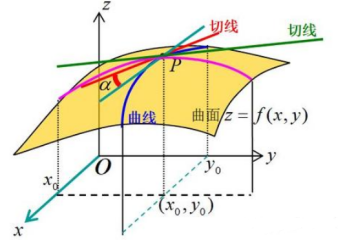 z
切线
切线
P
α
曲线
曲面 z = f(x, y)
O
y₀
y
x₀
(x₀, y₀)
x